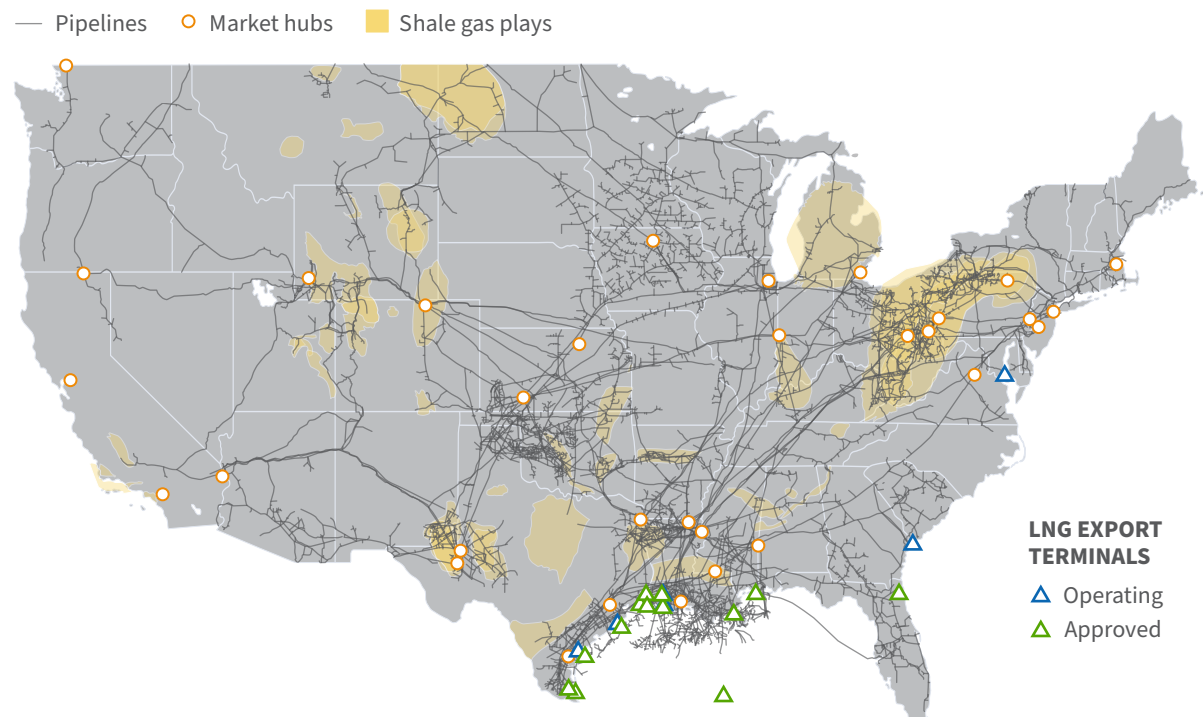 Pipelines
Market hubs
Shale gas plays
LNG EXPORT
TERMINALS
Operating
Approved